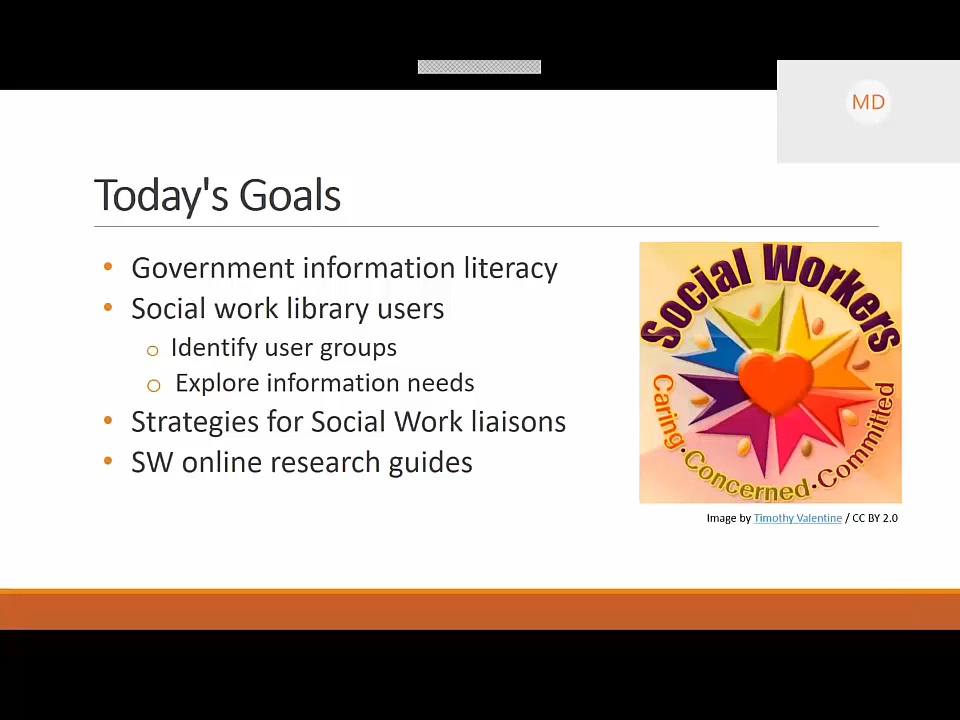 MD
Today's Goals
• Government information literacy
• Social work library users
o Identify user groups
o Explore information needs
• Strategies for Social Work liaisons
• SW online research guides
Social Workers
Caring·Concerned·Committed
Image by Timothy Valentine / CC BY 2.0